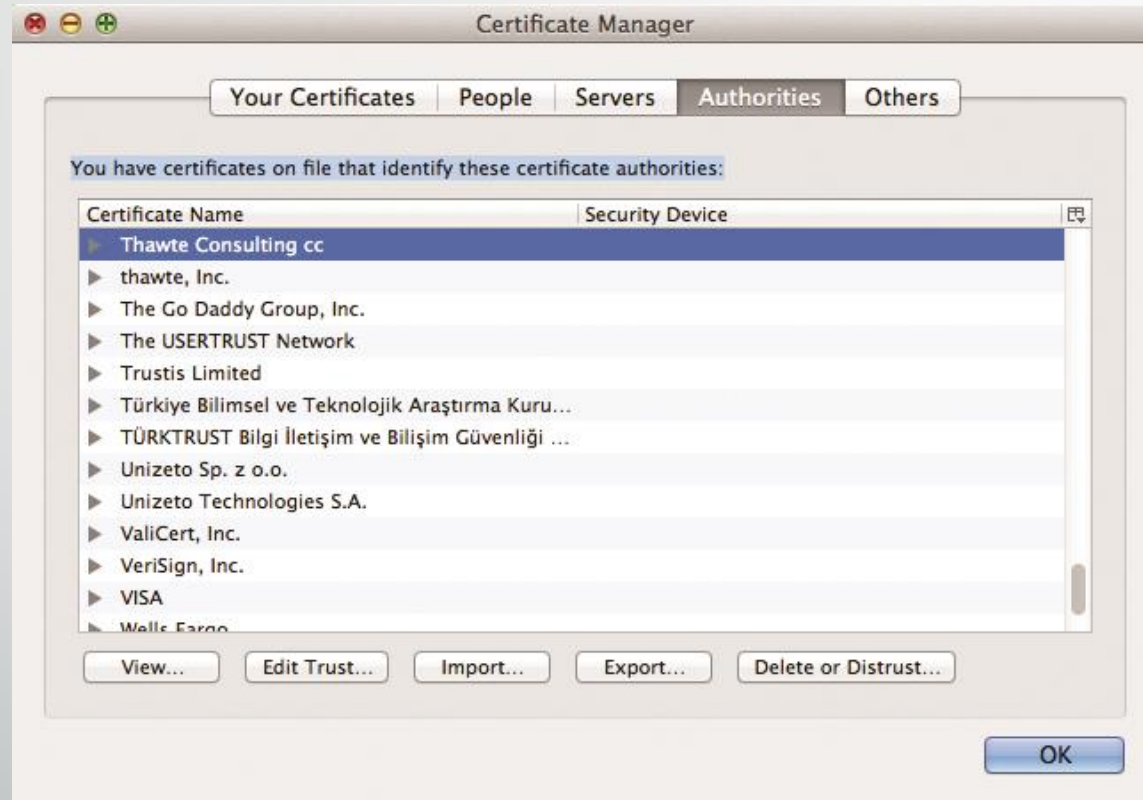 Certificate Manager
Your Certificates People Servers Authorities Others
You have certificates on file that identify these certificate authorities:
Certificate Name Security Device
Thawte Consulting cc
thawte, Inc.
The Go Daddy Group, Inc.
The USERTRUST Network
Trustis Limited
Türkiye Bilimsel ve Teknolojik Araştırma Kuru...
TÜRKTRUST Bilgi İletişim ve Bilişim Güvenliği ...
Unizeto Sp. z o.o.
Unizeto Technologies S.A.
ValiCert, Inc.
VeriSign, Inc.
VISA
Wells Fargo
View... Edit Trust... Import... Export... Delete or Distrust...
OK